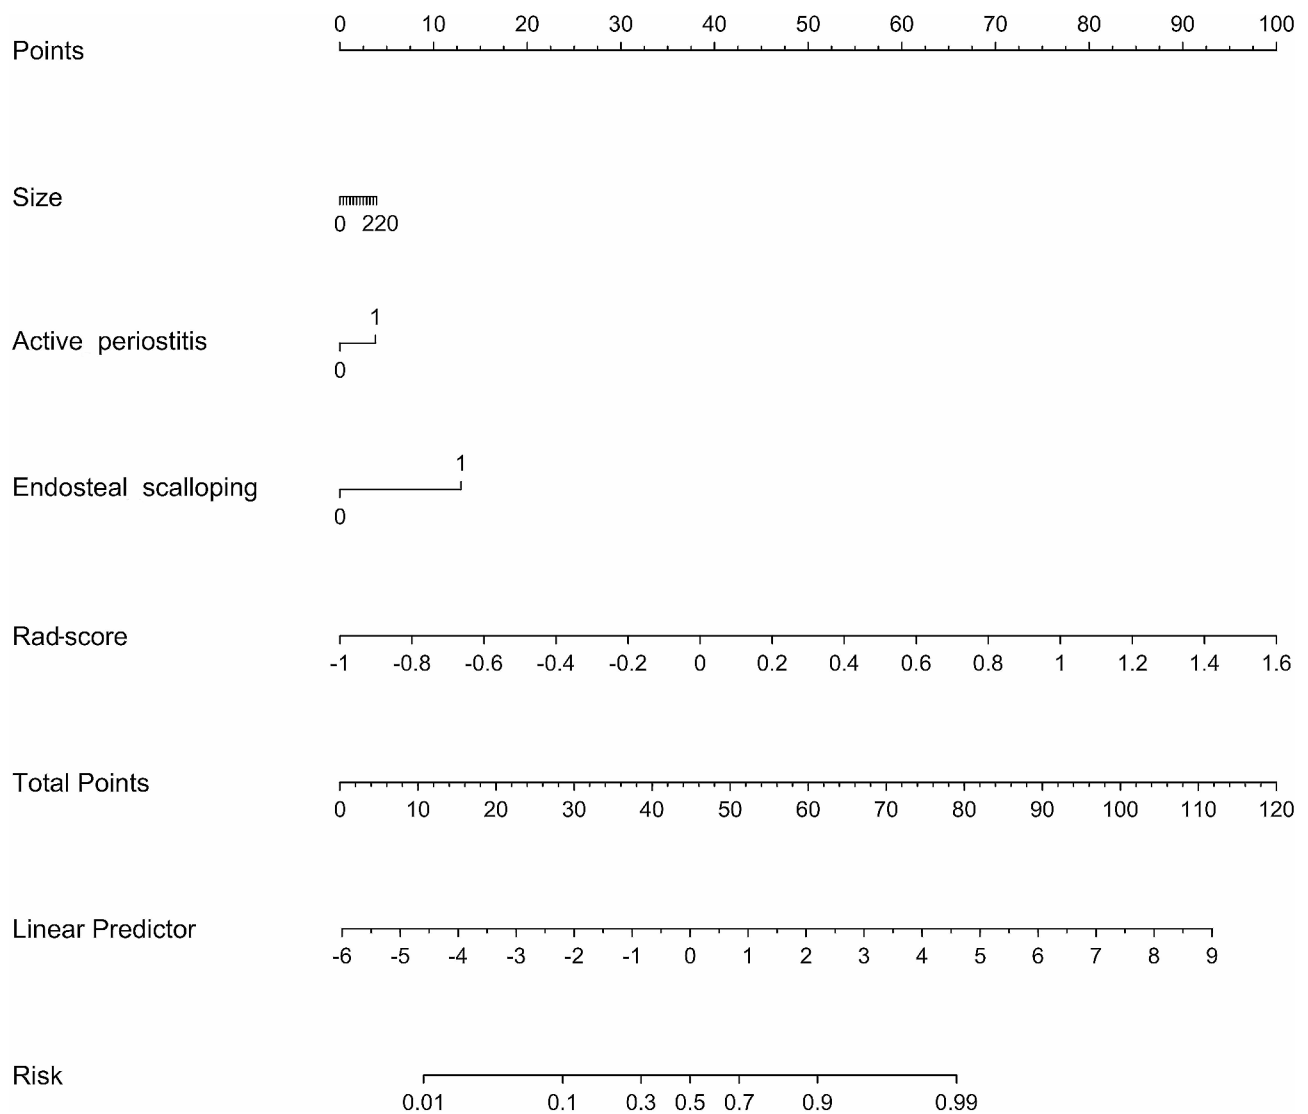 0 10 20 30 40 50 60 70 80 90 100
Points
Size
0 220
1
Active periostitis
0
1
Endosteal scalloping
0
Rad-score
-1 -0.8 -0.6 -0.4 -0.2 0 0.2 0.4 0.6 0.8 1 1.2 1.4 1.6
Total Points
0 10 20 30 40 50 60 70 80 90 100 110 120
Linear Predictor
-6 -5 -4 -3 -2 -1 0 1 2 3 4 5 6 7 8 9
Risk
0.01 0.1 0.3 0.5 0.7 0.9 0.99